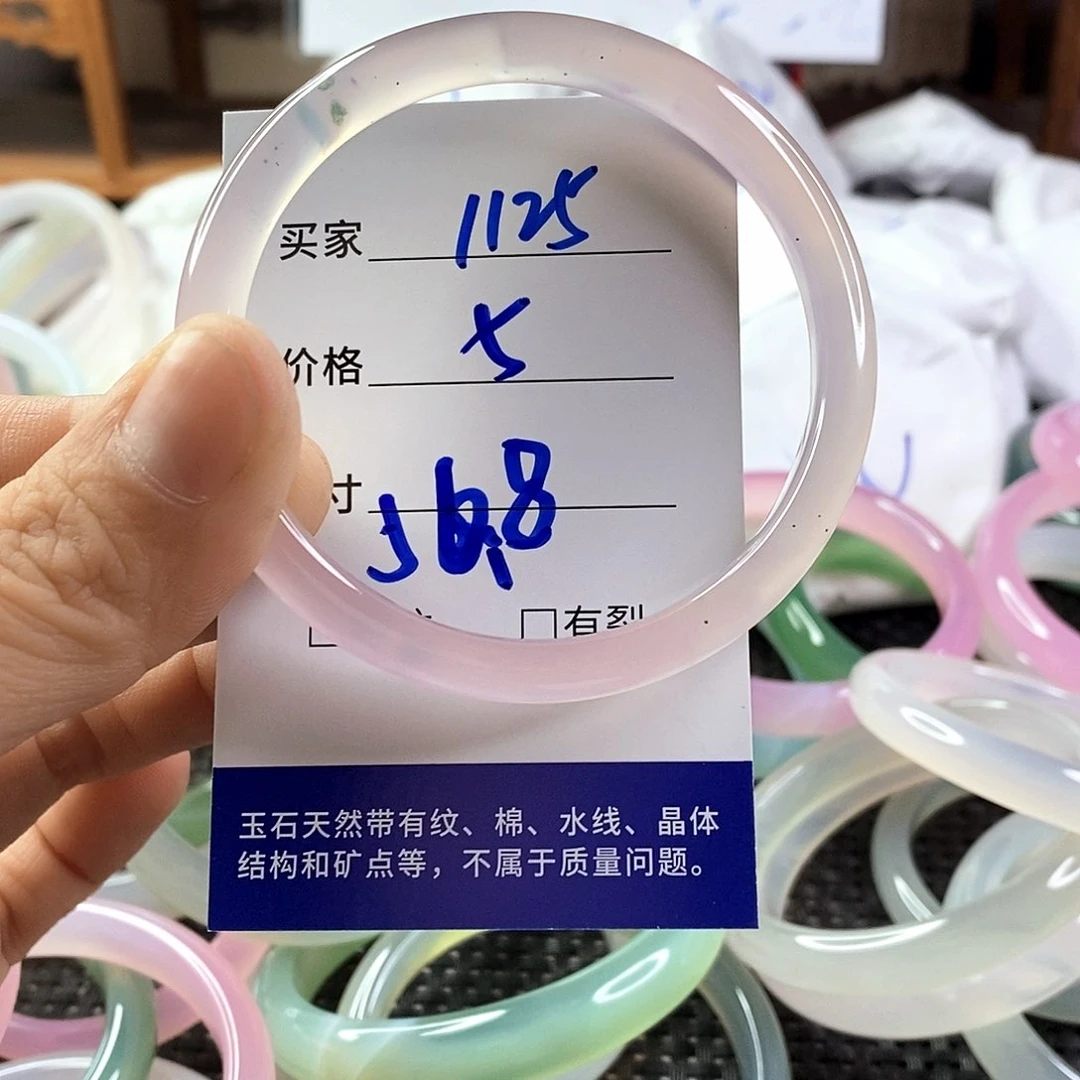 买家 1125
价格 5
寸 56.8
□有裂
玉石天然带有纹、棉、水线、晶体
结构和矿点等，不属于质量问题。